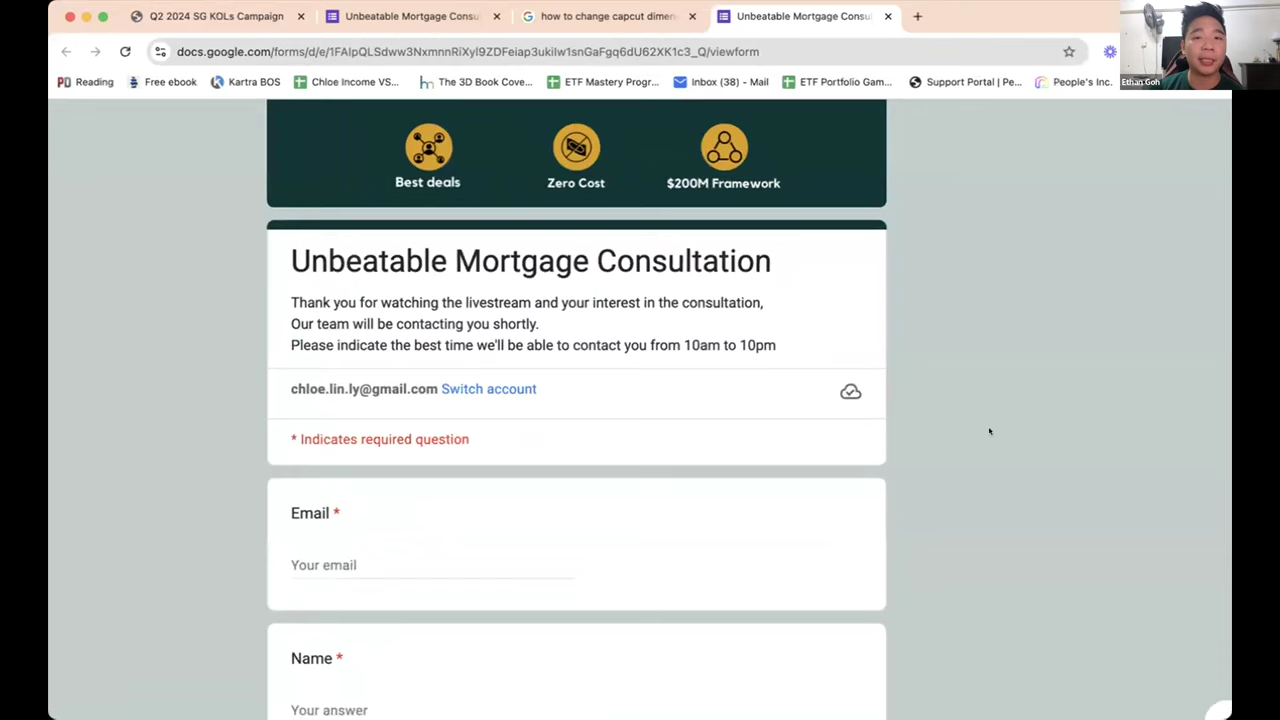 Q2 2024 SG KOLs Campaign
Unbeatable Mortgage Consu
how to change capcut dimen
Unbeatable Mortgage Consul
docs.google.com/forms/d/e/1FAIpQLSdww3NxmnnRiXyl9ZDFeiap3ukiIw1snGaFgq6dU62XK1c3_Q/viewform
Reading
Free ebook
Kartra BOS
Chloe Income VS...
The 3D Book Cove...
ETF Mastery Progr...
Inbox (38) - Mail
ETF Portfolio Gam...
Support Portal | Pe...
People's Inc.
Ethan Goh
Best deals
Zero Cost
$200M Framework
Unbeatable Mortgage Consultation
Thank you for watching the livestream and your interest in the consultation,
Our team will be contacting you shortly.
Please indicate the best time we'll be able to contact you from 10am to 10pm
chloe.lin.ly@gmail.com Switch account
* Indicates required question
Email *
Your email
Name *
Your answer